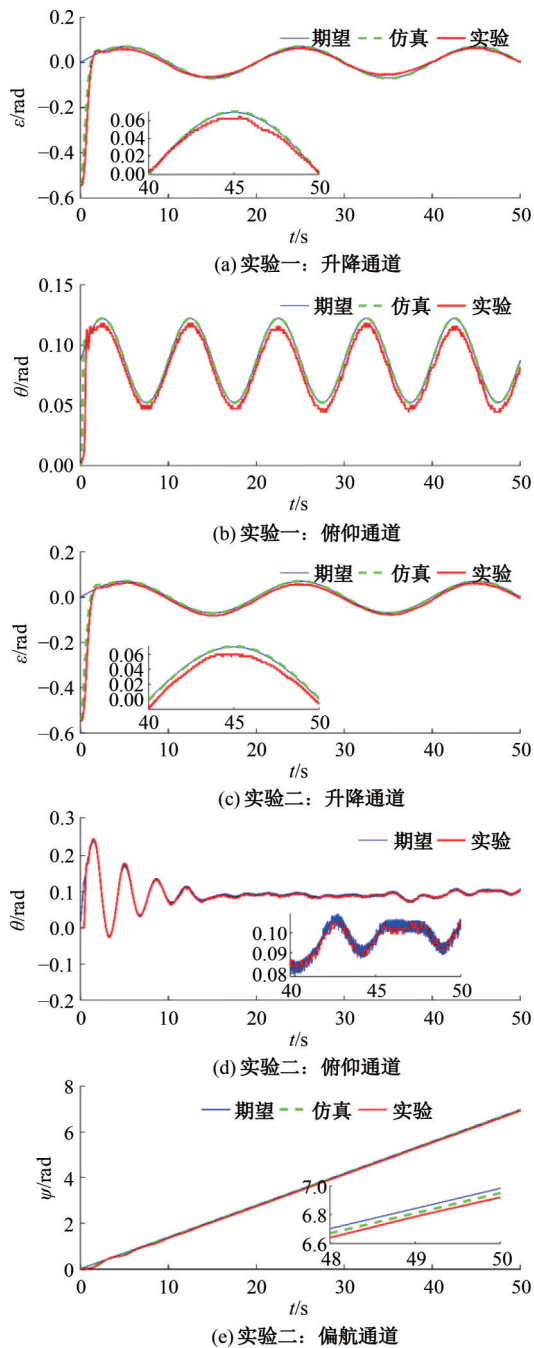 0.2
期望 仿真 实验
0.0
−0.2
−0.4
−0.6
ε/rad
0.06
0.04
0.02
0.00
40 45 50
0 10 20 30 40 50
t/s
(a) 实验一：升降通道
0.15
期望 仿真 实验
0.10
0.05
0.00
θ/rad
0 10 20 30 40 50
t/s
(b) 实验一：俯仰通道
0.2
期望 仿真 实验
0.0
−0.2
−0.4
−0.6
ε/rad
0.06
0.04
0.02
0.00
40 45 50
0 10 20 30 40 50
t/s
(c) 实验二：升降通道
0.3
期望 实验
0.2
0.1
0.0
−0.1
−0.2
θ/rad
0.10
0.09
0.08
40 45 50
0 10 20 30 40 50
t/s
(d) 实验二：俯仰通道
8
期望 仿真 实验
6
4
2
0
ψ/rad
7.0
6.8
6.6
48 49 50
0 10 20 30 40 50
t/s
(e) 实验二：偏航通道